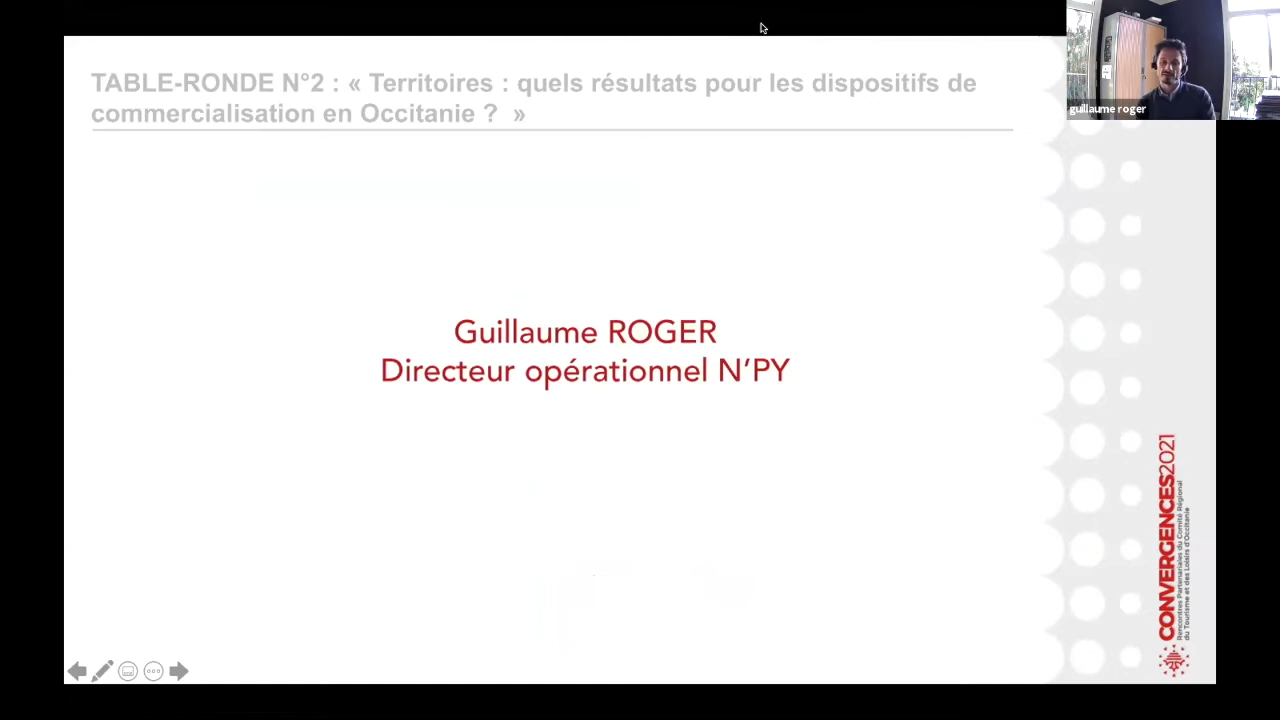 TABLE-RONDE N°2 : « Territoires : quels résultats pour les dispositifs de
commercialisation en Occitanie ?  »
guillaume roger
Guillaume ROGER
Directeur opérationnel N’PY
CONVERGENCES2021
Rencontres Partenariales du Comité Régional
du Tourisme et des Loisirs d’Occitanie